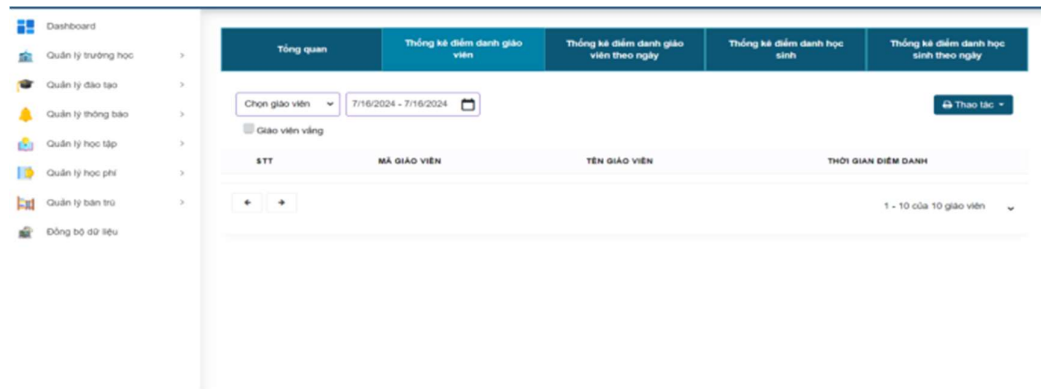 Dashboard
Quản lý trường học
Quản lý đào tạo
Quản lý thông báo
Quản lý học tập
Quản lý học phí
Quản lý bán trú
Đồng bộ dữ liệu
Tổng quan
Thống kê điểm danh giáo
viên
Thống kê điểm danh giáo
viên theo ngày
Thống kê điểm danh học
sinh
Thống kê điểm danh học
sinh theo ngày
Chọn giáo viên
7/16/2024 - 7/16/2024
Thao tác
Giáo viên vắng
STT MÃ GIÁO VIÊN TÊN GIÁO VIÊN THỜI GIAN ĐIỂM DANH
1 - 10 của 10 giáo viên